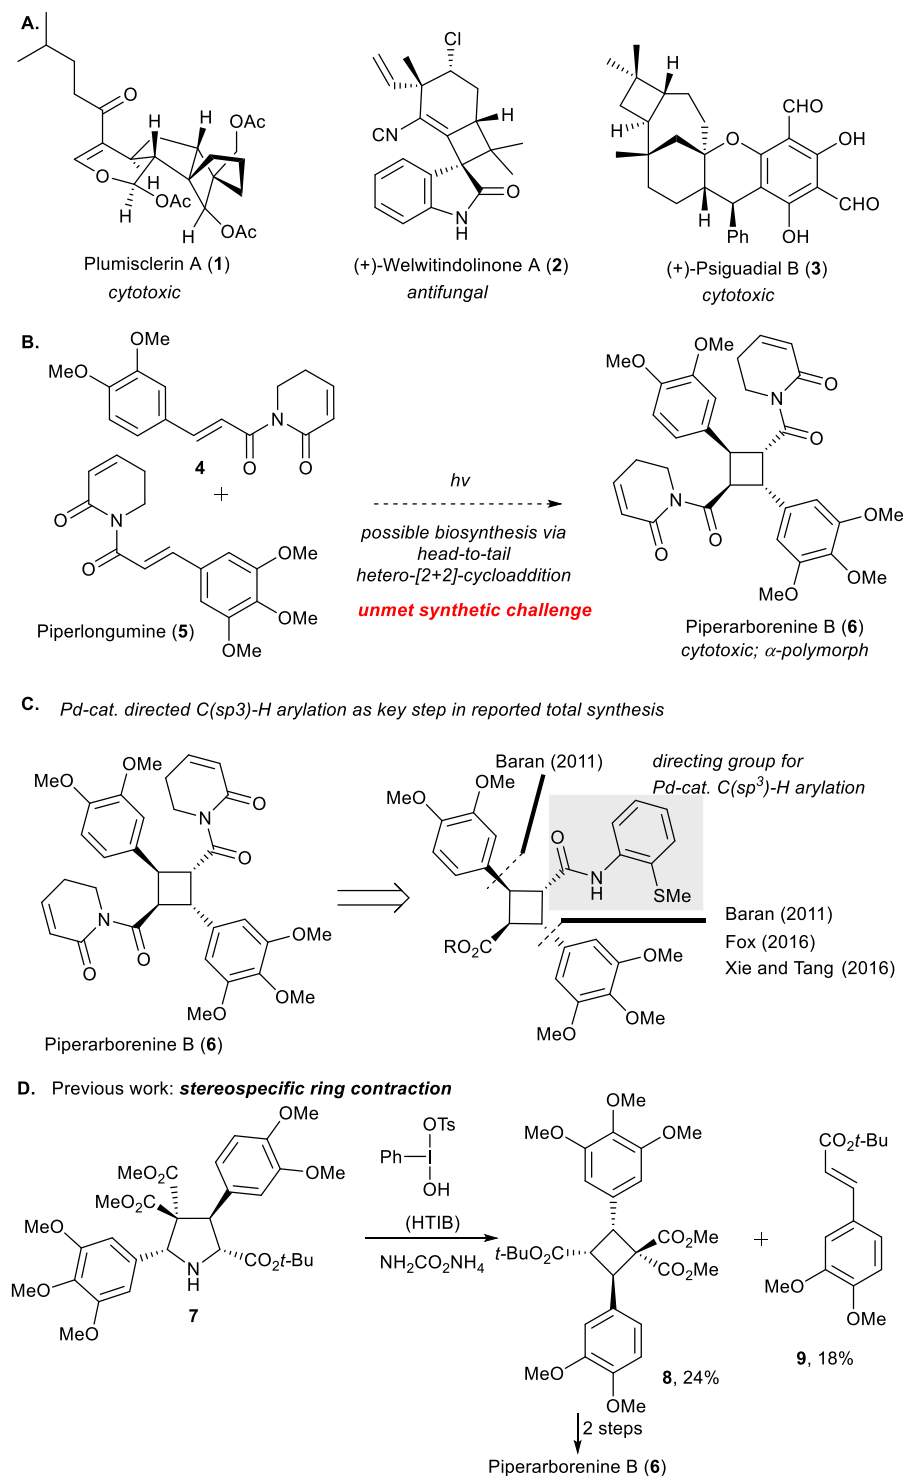 A.
O
H
H
OAc
O
OAc
H
H
OAc
Plumisclerin A (1)
cytotoxic
Cl
H
CN
O
N
H
(+)-Welwitindolinone A (2)
antifungal
H
H
CHO
O
OH
CHO
H
Ph
OH
(+)-Psiguadial B (3)
cytotoxic
B.
OMe
MeO
N
O
O
4
+
O
N
O
OMe
OMe
OMe
Piperlongumine (5)
hv
possible biosynthesis via
head-to-tail
hetero-[2+2]-cycloaddition
unmet synthetic challenge
OMe
MeO
O
N
O
N
O
O
OMe
OMe
MeO
Piperarborenine B (6)
cytotoxic; α-polymorph
C. Pd-cat. directed C(sp3)-H arylation as key step in reported total synthesis
OMe
MeO
O
N
O
N
O
O
OMe
OMe
MeO
Piperarborenine B (6)
Baran (2011)
directing group for
Pd-cat. C(sp3)-H arylation
OMe
MeO
O
N
H
SMe
RO2C
OMe
OMe
MeO
Baran (2011)
Fox (2016)
Xie and Tang (2016)
D. Previous work: stereospecific ring contraction
OMe
OMe
MeO2C
MeO2C
MeO
MeO
MeO
N
H
CO2t-Bu
7
OTs
Ph
I
OH
(HTIB)
NH2CO2NH4
OMe
MeO
OMe
t-BuO2C
CO2Me
CO2Me
MeO
OMe
8, 24%
+
CO2t-Bu
MeO
OMe
9, 18%
2 steps
Piperarborenine B (6)